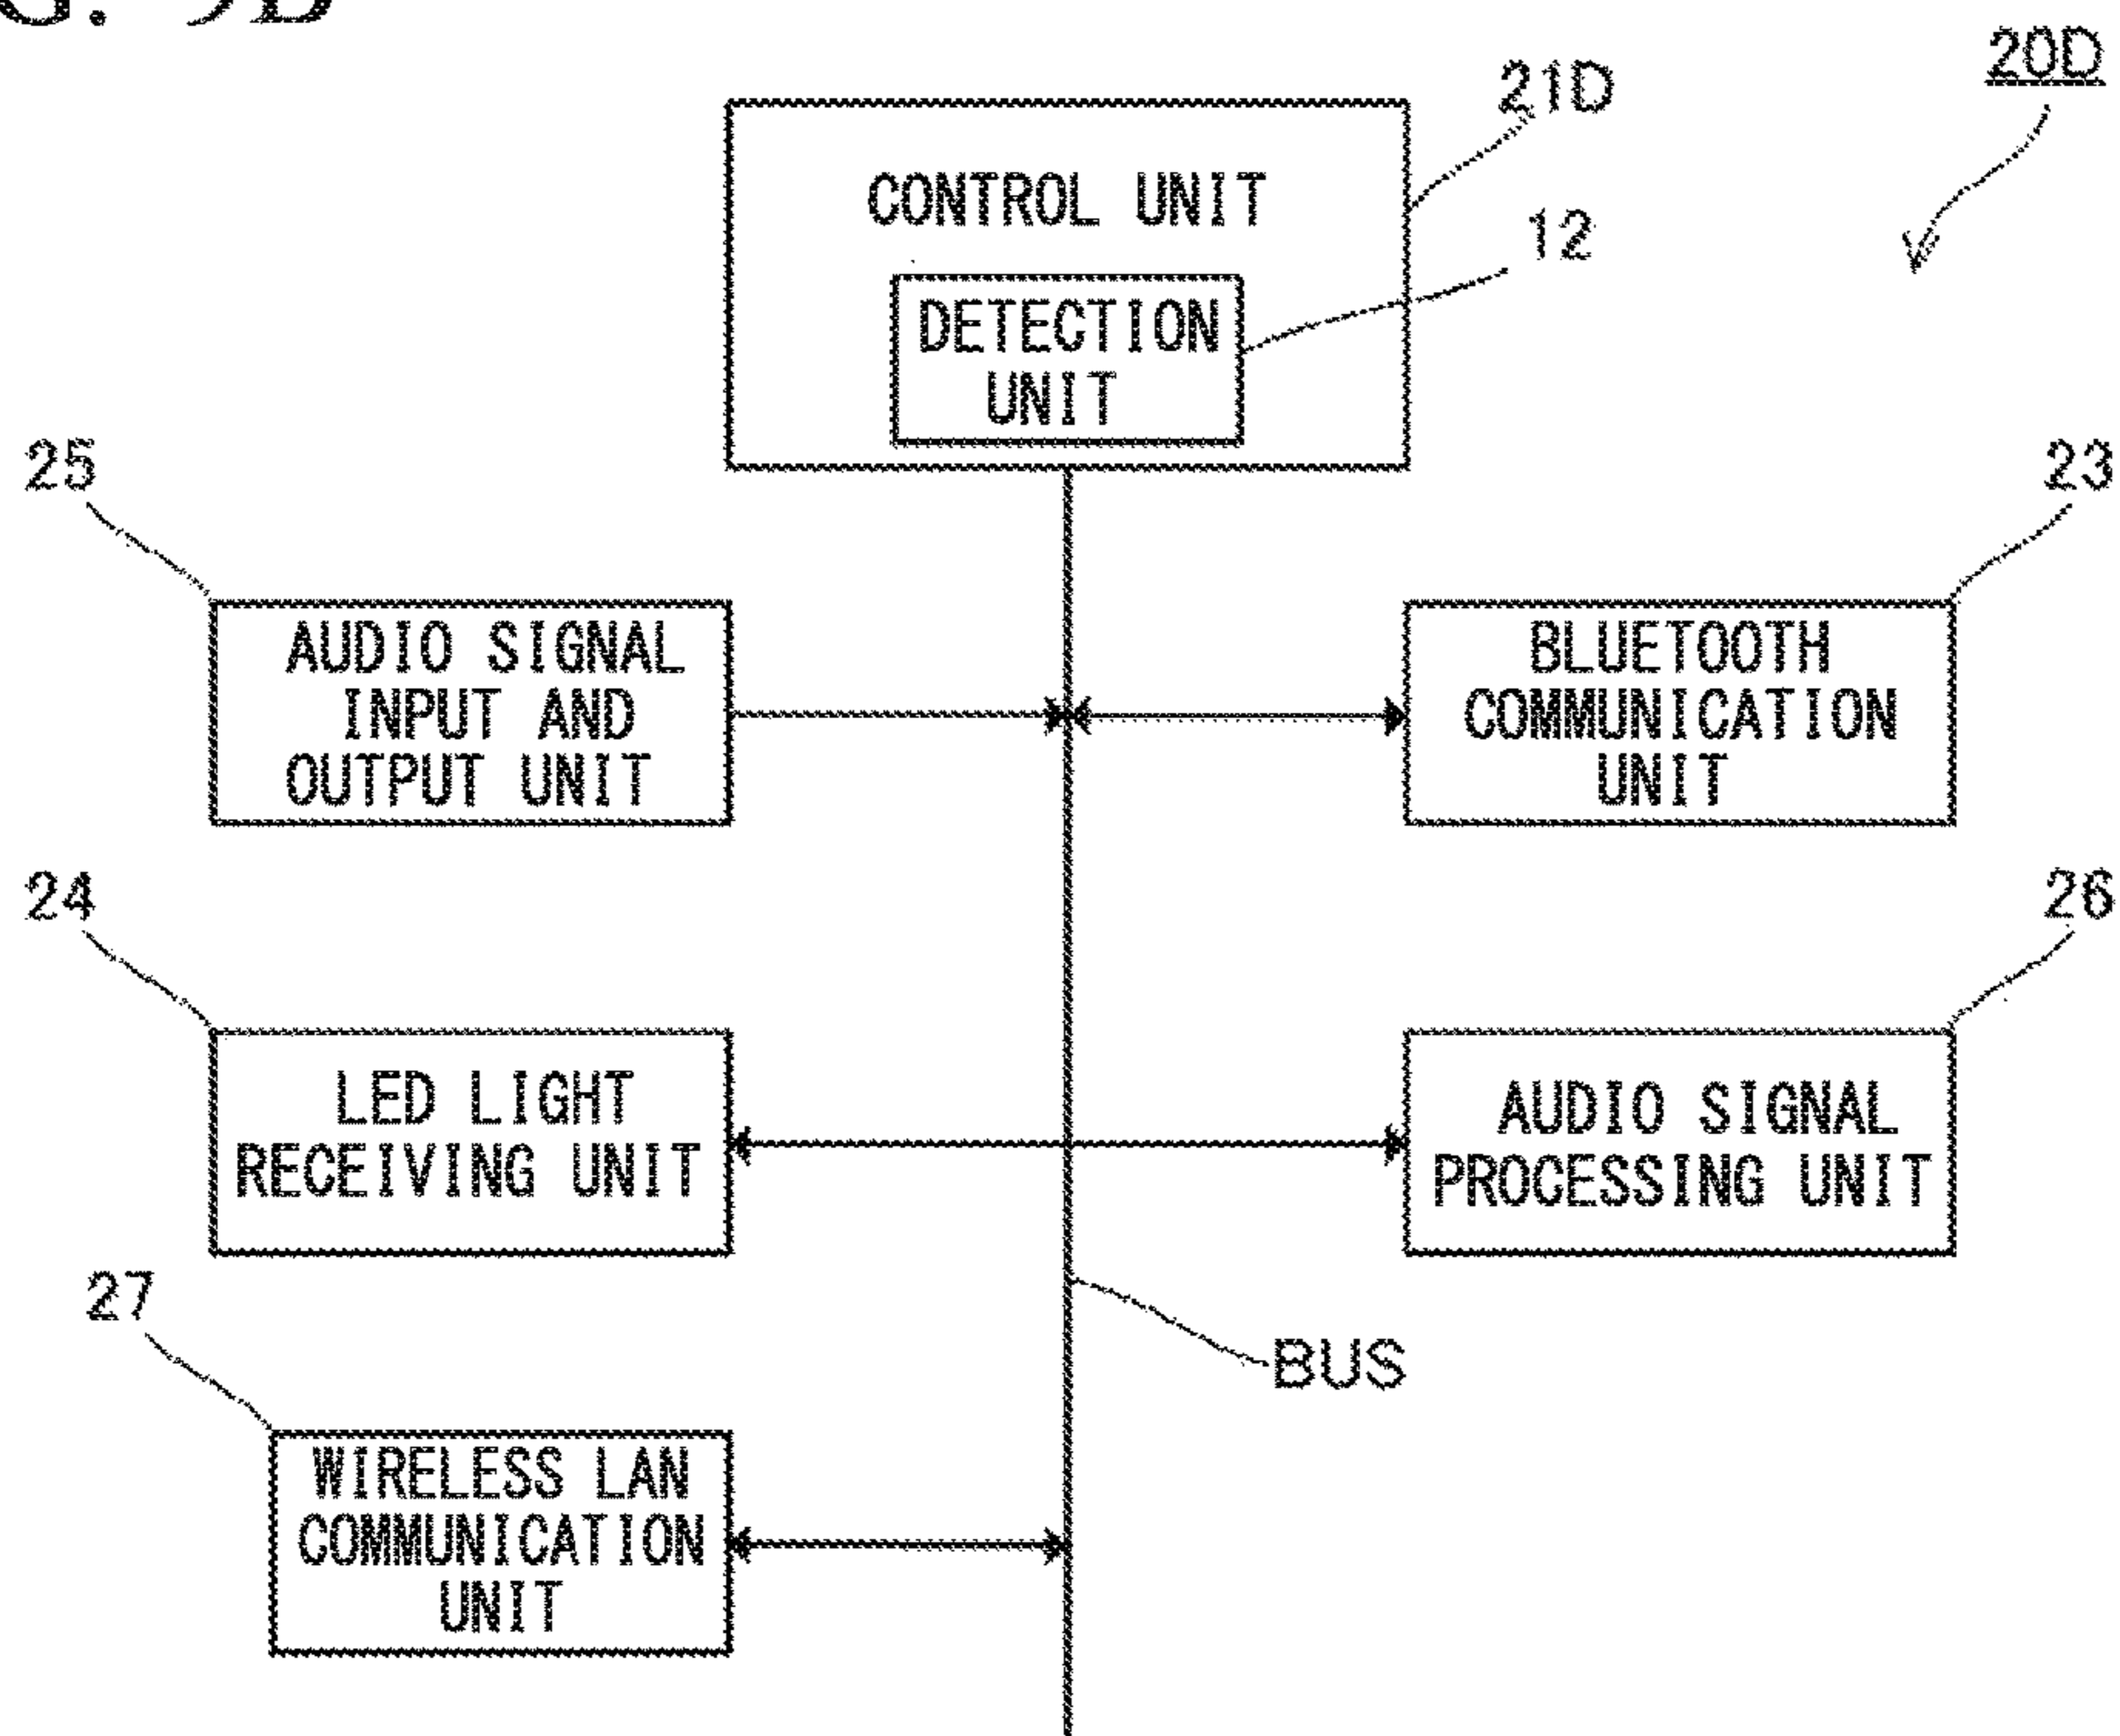 20D
21D
CONTROL UNIT
12
DETECTION
UNIT
25
23
AUDIO SIGNAL
INPUT AND
OUTPUT UNIT
BLUETOOTH
COMMUNICATION
UNIT
24
26
LED LIGHT
RECEIVING UNIT
AUDIO SIGNAL
PROCESSING UNIT
27
BUS
WIRELESS LAN
COMMUNICATION
UNIT